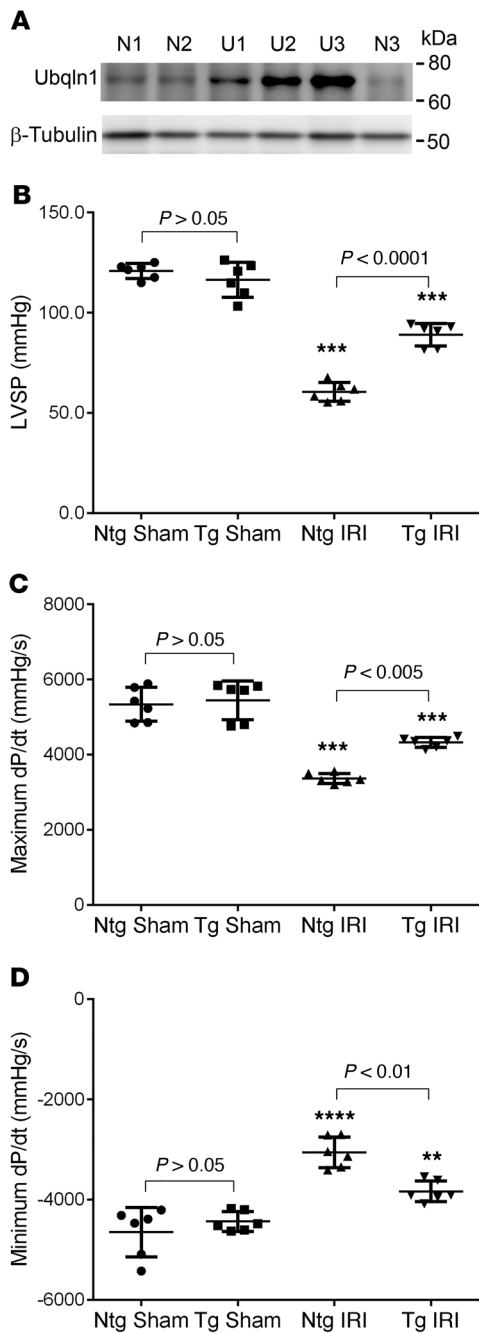 A
N1 N2 U1 U2 U3 N3 kDa
Ubqln1
80
60
β-Tubulin
50
B
LVSP (mmHg)
150.0
100.0
50.0
0.0
P > 0.05
P < 0.0001
***
***
Ntg Sham Tg Sham Ntg IRI Tg IRI
C
Maximum dP/dt (mmHg/s)
8000
6000
4000
2000
0
P > 0.05
P < 0.005
***
***
Ntg Sham Tg Sham Ntg IRI Tg IRI
D
Minimum dP/dt (mmHg/s)
0
-2000
-4000
-6000
P < 0.01
****
**
P > 0.05
Ntg Sham Tg Sham Ntg IRI Tg IRI